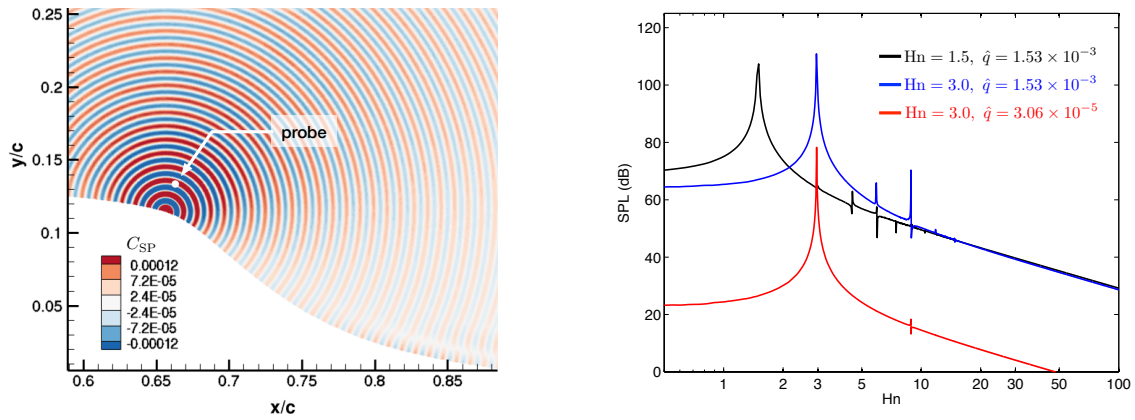 0.25
0.2
0.15
0.1
0.05
y/c
probe
C_SP
0.00012
7.2E-05
2.4E-05
-2.4E-05
-7.2E-05
-0.00012
0.6
0.65
0.7
0.75
0.8
0.85
x/c
120
100
80
60
40
20
0
SPL (dB)
Hn = 1.5, q̂ = 1.53 × 10⁻³
Hn = 3.0, q̂ = 1.53 × 10⁻³
Hn = 3.0, q̂ = 3.06 × 10⁻⁵
1
2
3
5
10
20
30
50
100
Hn